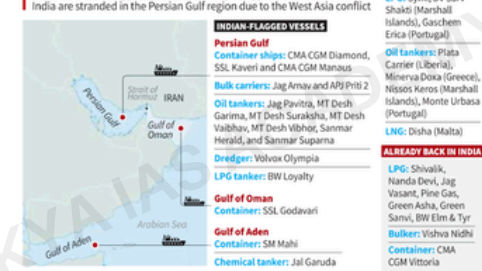 India are stranded in the Persian Gulf region due to the West Asia conflict
INDIAN-FLAGGED VESSELS
Persian Gulf
Container ships: CMA CGM Diamond,
SSL Kaveri and CMA CGM Manaus
Bulk carriers: Jag Arnav and APJ Priti 2
Oil tankers: Jag Pavitra, MT Desh
Garima, MT Desh Suraksha, MT Desh
Vaibhav, MT Desh Vibhor, Sanmar
Herald, and Sanmar Suparna
Dredger: Volvox Olympia
LPG tanker: BW Loyalty
Gulf of Oman
Container: SSL Godavari
Gulf of Aden
Container: SM Mahi
Chemical tanker: Jal Garuda
Persian Gulf
Strait of
Hormuz
IRAN
Gulf of
Oman
Arabian Sea
Gulf of Aden
Shakti (Marshall
Islands), Gaschem
Erica (Portugal)
Oil tankers: Plata
Carrier (Liberia),
Minerva Doxa (Greece),
Nissos Keros (Marshall
Islands), Monte Urbasa
(Portugal)
LNG: Disha (Malta)
ALREADY BACK IN INDIA
LPG: Shivalik,
Nanda Devi, Jag
Vasant, Pine Gas,
Green Asha, Green
Sanvi, BW Elm & Tyr
Bulker: Vishva Nidhi
Container: CMA
CGM Vittoria